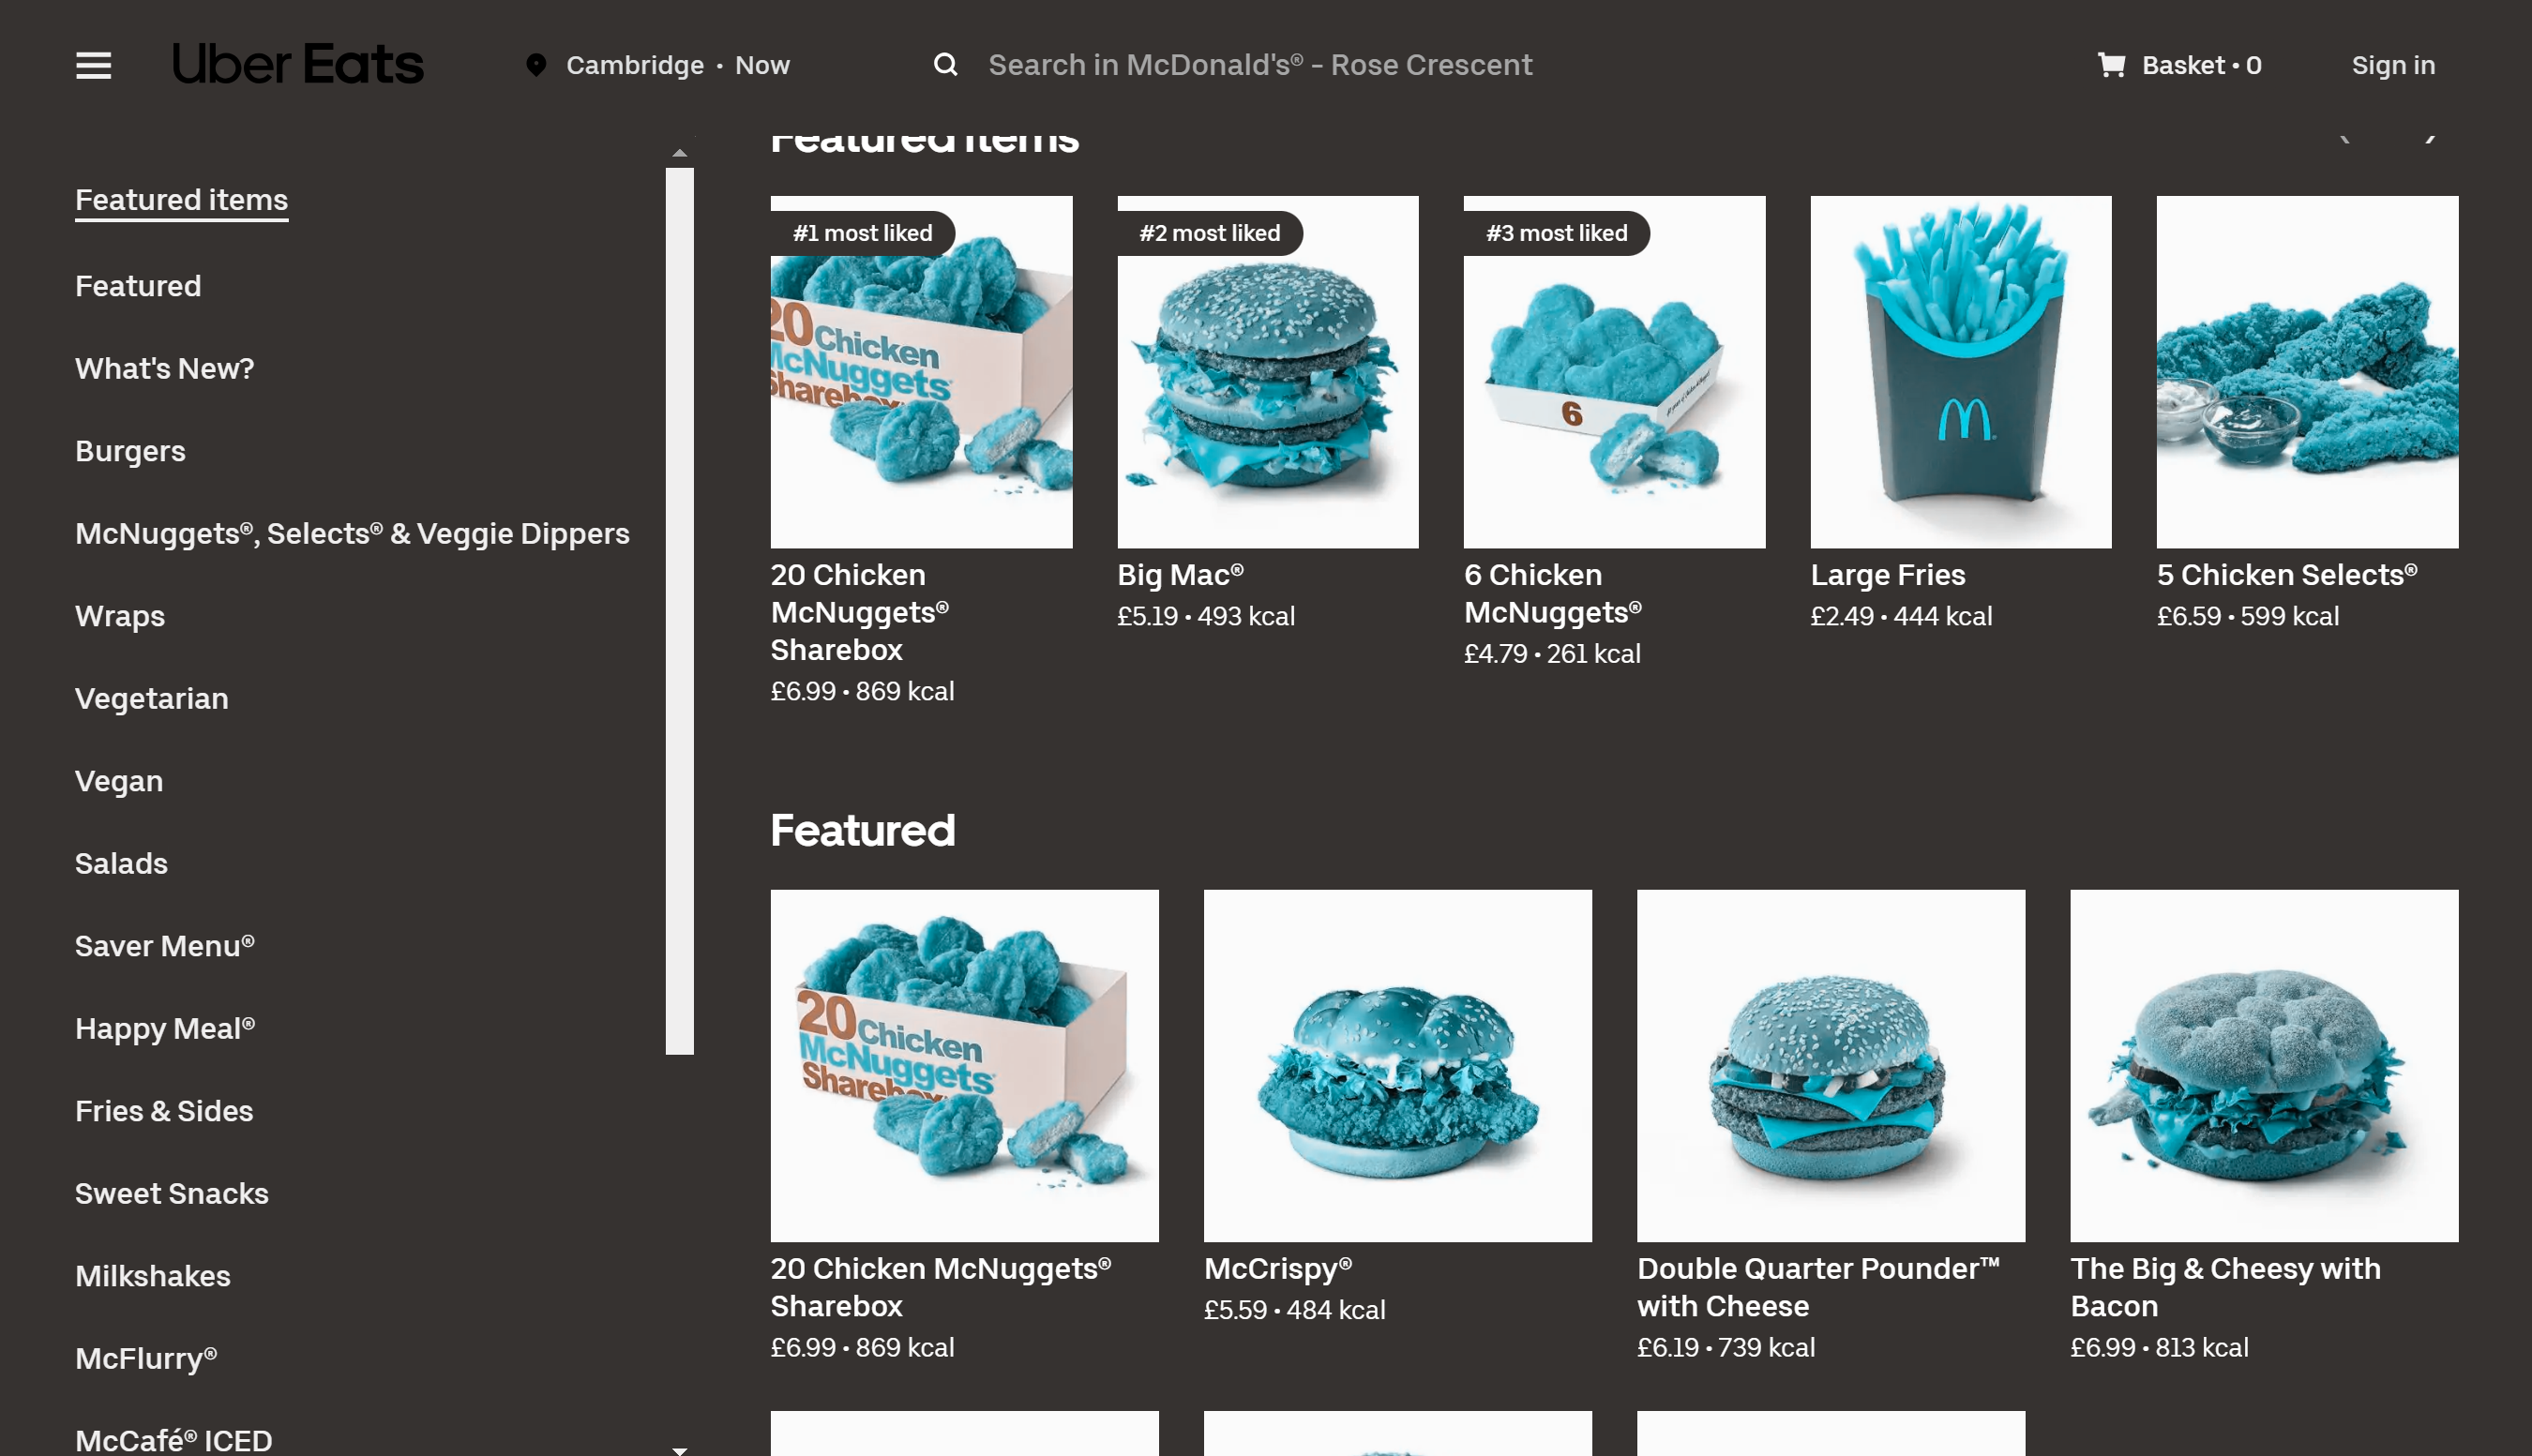 Uber Eats
Cambridge • Now
Search in McDonald's® - Rose Crescent
Basket • 0
Sign in
Featured items
Featured
What's New?
Burgers
McNuggets®, Selects® & Veggie Dippers
Wraps
Vegetarian
Vegan
Salads
Saver Menu®
Happy Meal®
Fries & Sides
Sweet Snacks
Milkshakes
McFlurry®
McCafé® ICED
Featured items
#1 most liked
20 Chicken
McNuggets
Sharebox
20 Chicken
McNuggets®
Sharebox
£6.99 • 869 kcal
#2 most liked
Big Mac®
£5.19 • 493 kcal
#3 most liked
6
6 Chicken
McNuggets®
£4.79 • 261 kcal
Large Fries
£2.49 • 444 kcal
5 Chicken Selects®
£6.59 • 599 kcal
Featured
20 Chicken
McNuggets
Sharebox
20 Chicken McNuggets®
Sharebox
£6.99 • 869 kcal
McCrispy®
£5.59 • 484 kcal
Double Quarter Pounder™
with Cheese
£6.19 • 739 kcal
The Big & Cheesy with
Bacon
£6.99 • 813 kcal